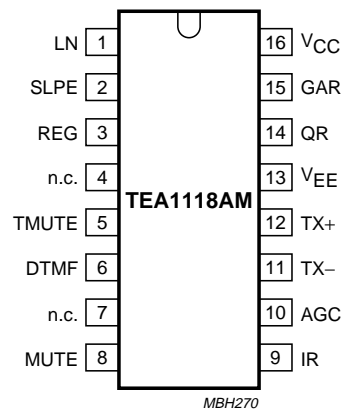 LN 1 16 VCC
SLPE 2 15 GAR
REG 3 14 QR
n.c. 4 13 VEE
TEA1118AM
TMUTE 5 12 TX+
DTMF 6 11 TX−
n.c. 7 10 AGC
MUTE 8 9 IR
MBH270